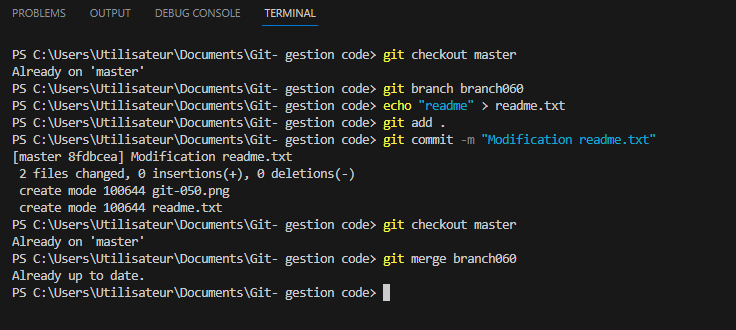 PROBLEMS OUTPUT DEBUG CONSOLE TERMINAL
PS C:\Users\Utilisateur\Documents\Git- gestion code> git checkout master
Already on 'master'
PS C:\Users\Utilisateur\Documents\Git- gestion code> git branch branch060
PS C:\Users\Utilisateur\Documents\Git- gestion code> echo "readme" > readme.txt
PS C:\Users\Utilisateur\Documents\Git- gestion code> git add .
PS C:\Users\Utilisateur\Documents\Git- gestion code> git commit -m "Modification readme.txt"
[master 8fdbcea] Modification readme.txt
 2 files changed, 0 insertions(+), 0 deletions(-)
 create mode 100644 git-050.png
 create mode 100644 readme.txt
PS C:\Users\Utilisateur\Documents\Git- gestion code> git checkout master
Already on 'master'
PS C:\Users\Utilisateur\Documents\Git- gestion code> git merge branch060
Already up to date.
PS C:\Users\Utilisateur\Documents\Git- gestion code>